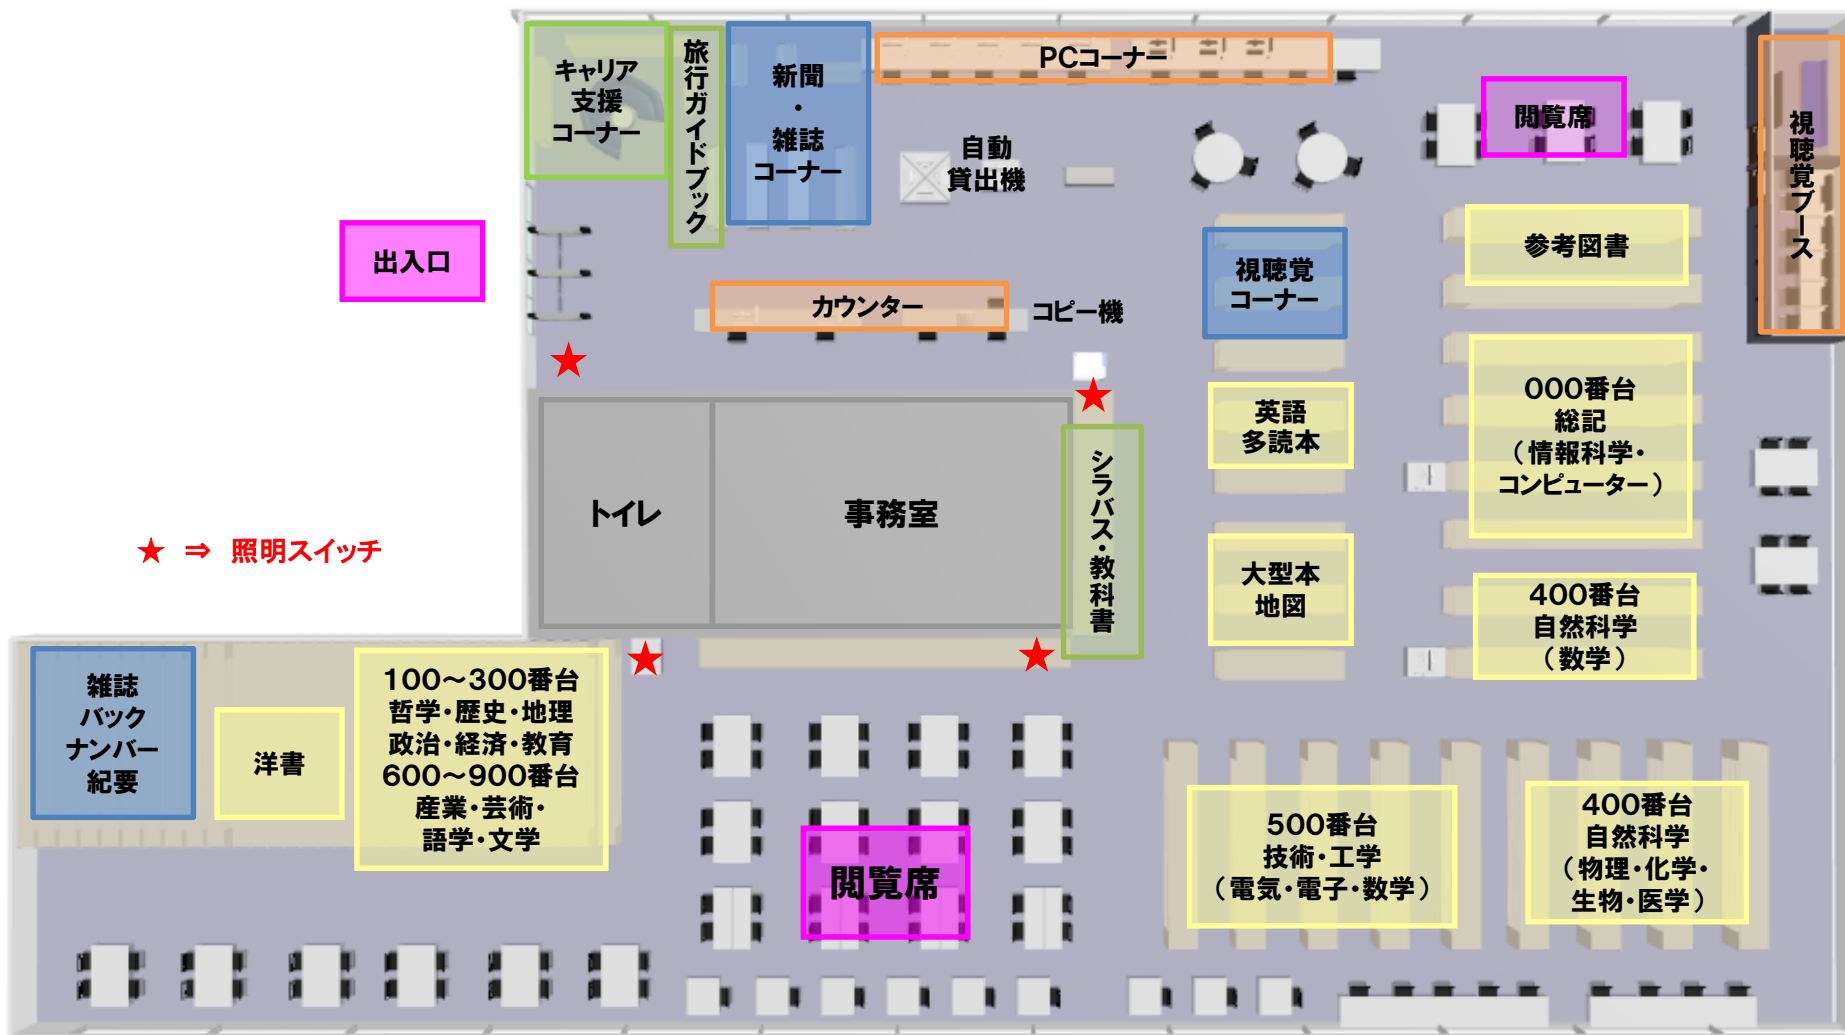 キャリア
支援
コーナー
旅行ガイドブック
新聞
・
雑誌
コーナー
PCコーナー
自動
貸出機
閲覧席
視聴覚ブース
出入口
カウンター
コピー機
視聴覚
コーナー
参考図書
英語
多読本
000番台
総記
（情報科学・
コンピューター）
トイレ
事務室
シラバス・教科書
★ ⇒ 照明スイッチ
大型本
地図
400番台
自然科学
（数学）
雑誌
バック
ナンバー
紀要
洋書
100～300番台
哲学・歴史・地理
政治・経済・教育
600～900番台
産業・芸術・
語学・文学
閲覧席
500番台
技術・工学
（電気・電子・数学）
400番台
自然科学
（物理・化学・
生物・医学）